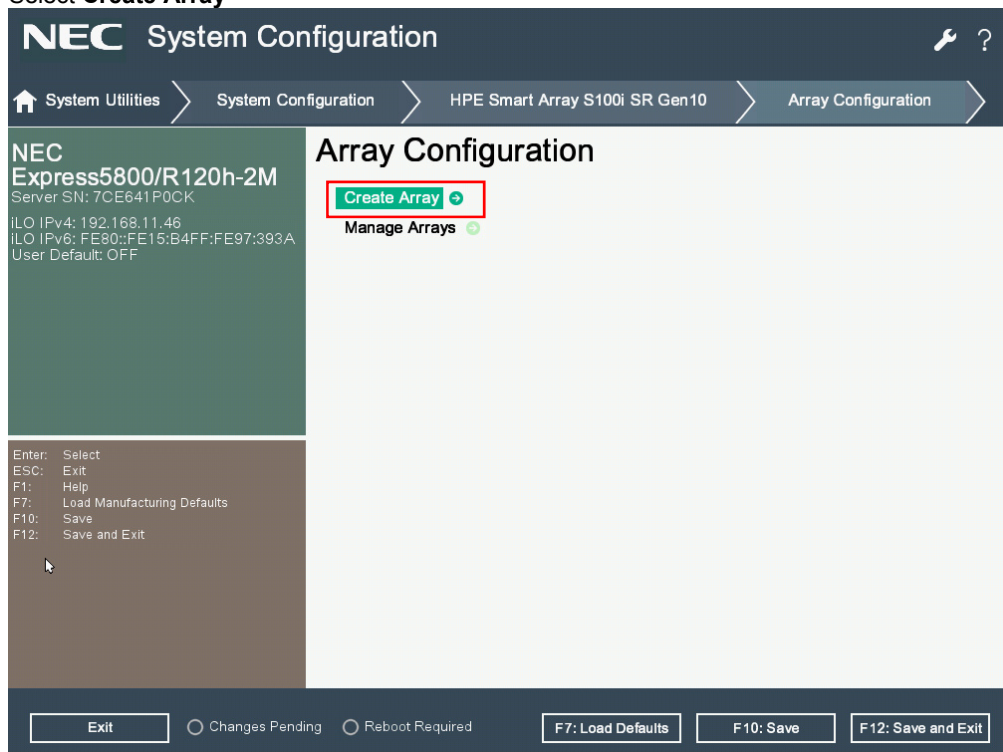 Select Create Array
NEC System Configuration
?
System Utilities
System Configuration
HPE Smart Array S100i SR Gen10
Array Configuration
NEC
Express5800/R120h-2M
Server SN: 7CE641P0CK
iLO IPv4: 192.168.11.46
iLO IPv6: FE80::FE15:B4FF:FE97:393A
User Default: OFF
Array Configuration
Create Array
Manage Arrays
Enter: Select
ESC: Exit
F1: Help
F7: Load Manufacturing Defaults
F10: Save
F12: Save and Exit
Exit
Changes Pending
Reboot Required
F7: Load Defaults
F10: Save
F12: Save and Exit